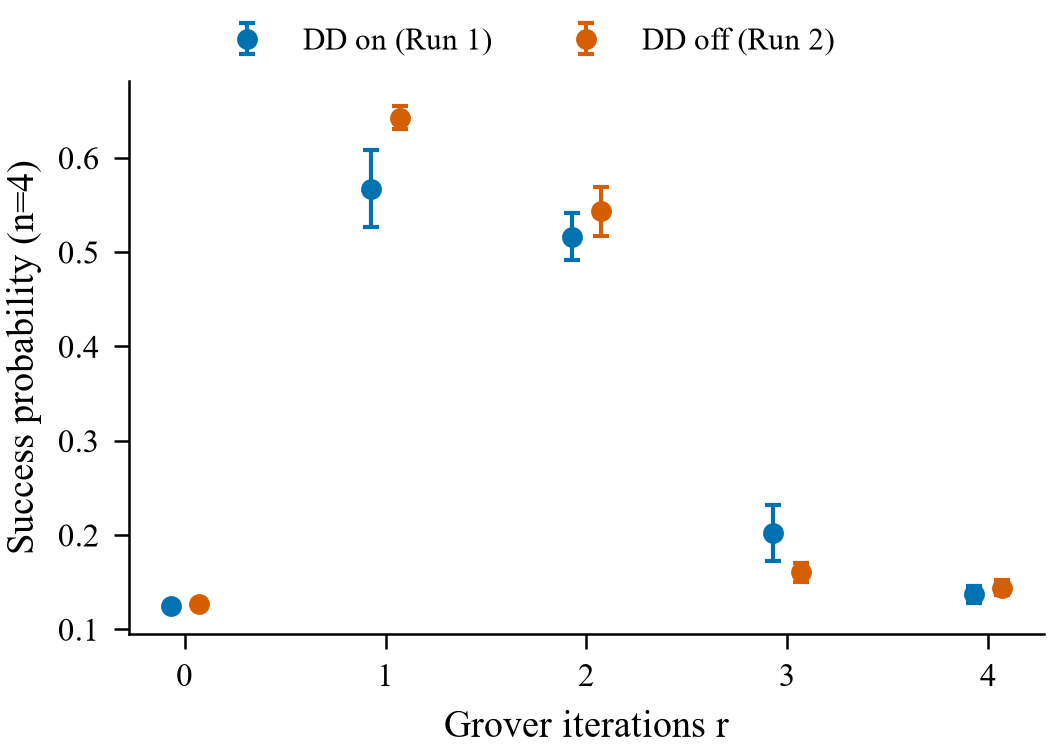 DD on (Run 1) DD off (Run 2)
Success probability (n=4)
0.6
0.5
0.4
0.3
0.2
0.1
0 1 2 3 4
Grover iterations r